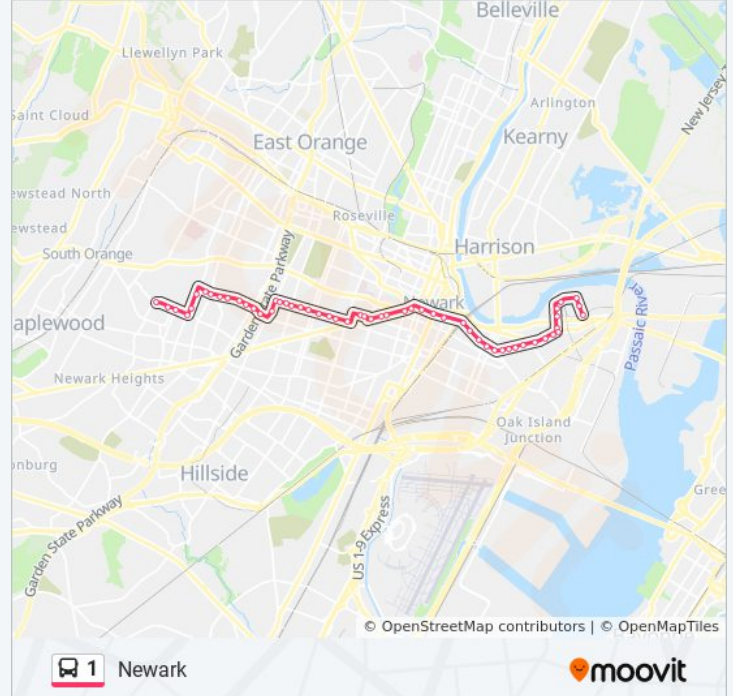 Belleville
Llewellyn Park
Saint Cloud
Arlington
New Jersey
East Orange
Kearny
ewstead North
Roseville
ewstead
South Orange
Harrison
Garden State Parkway
Newark
Passaic River
aplewood
Newark Heights
Oak Island
Junction
onburg
Hillside
Gree
Garden State Parkway
US 1-9 Express
© OpenStreetMap contributors | © OpenMapTiles
1 Newark
moovit